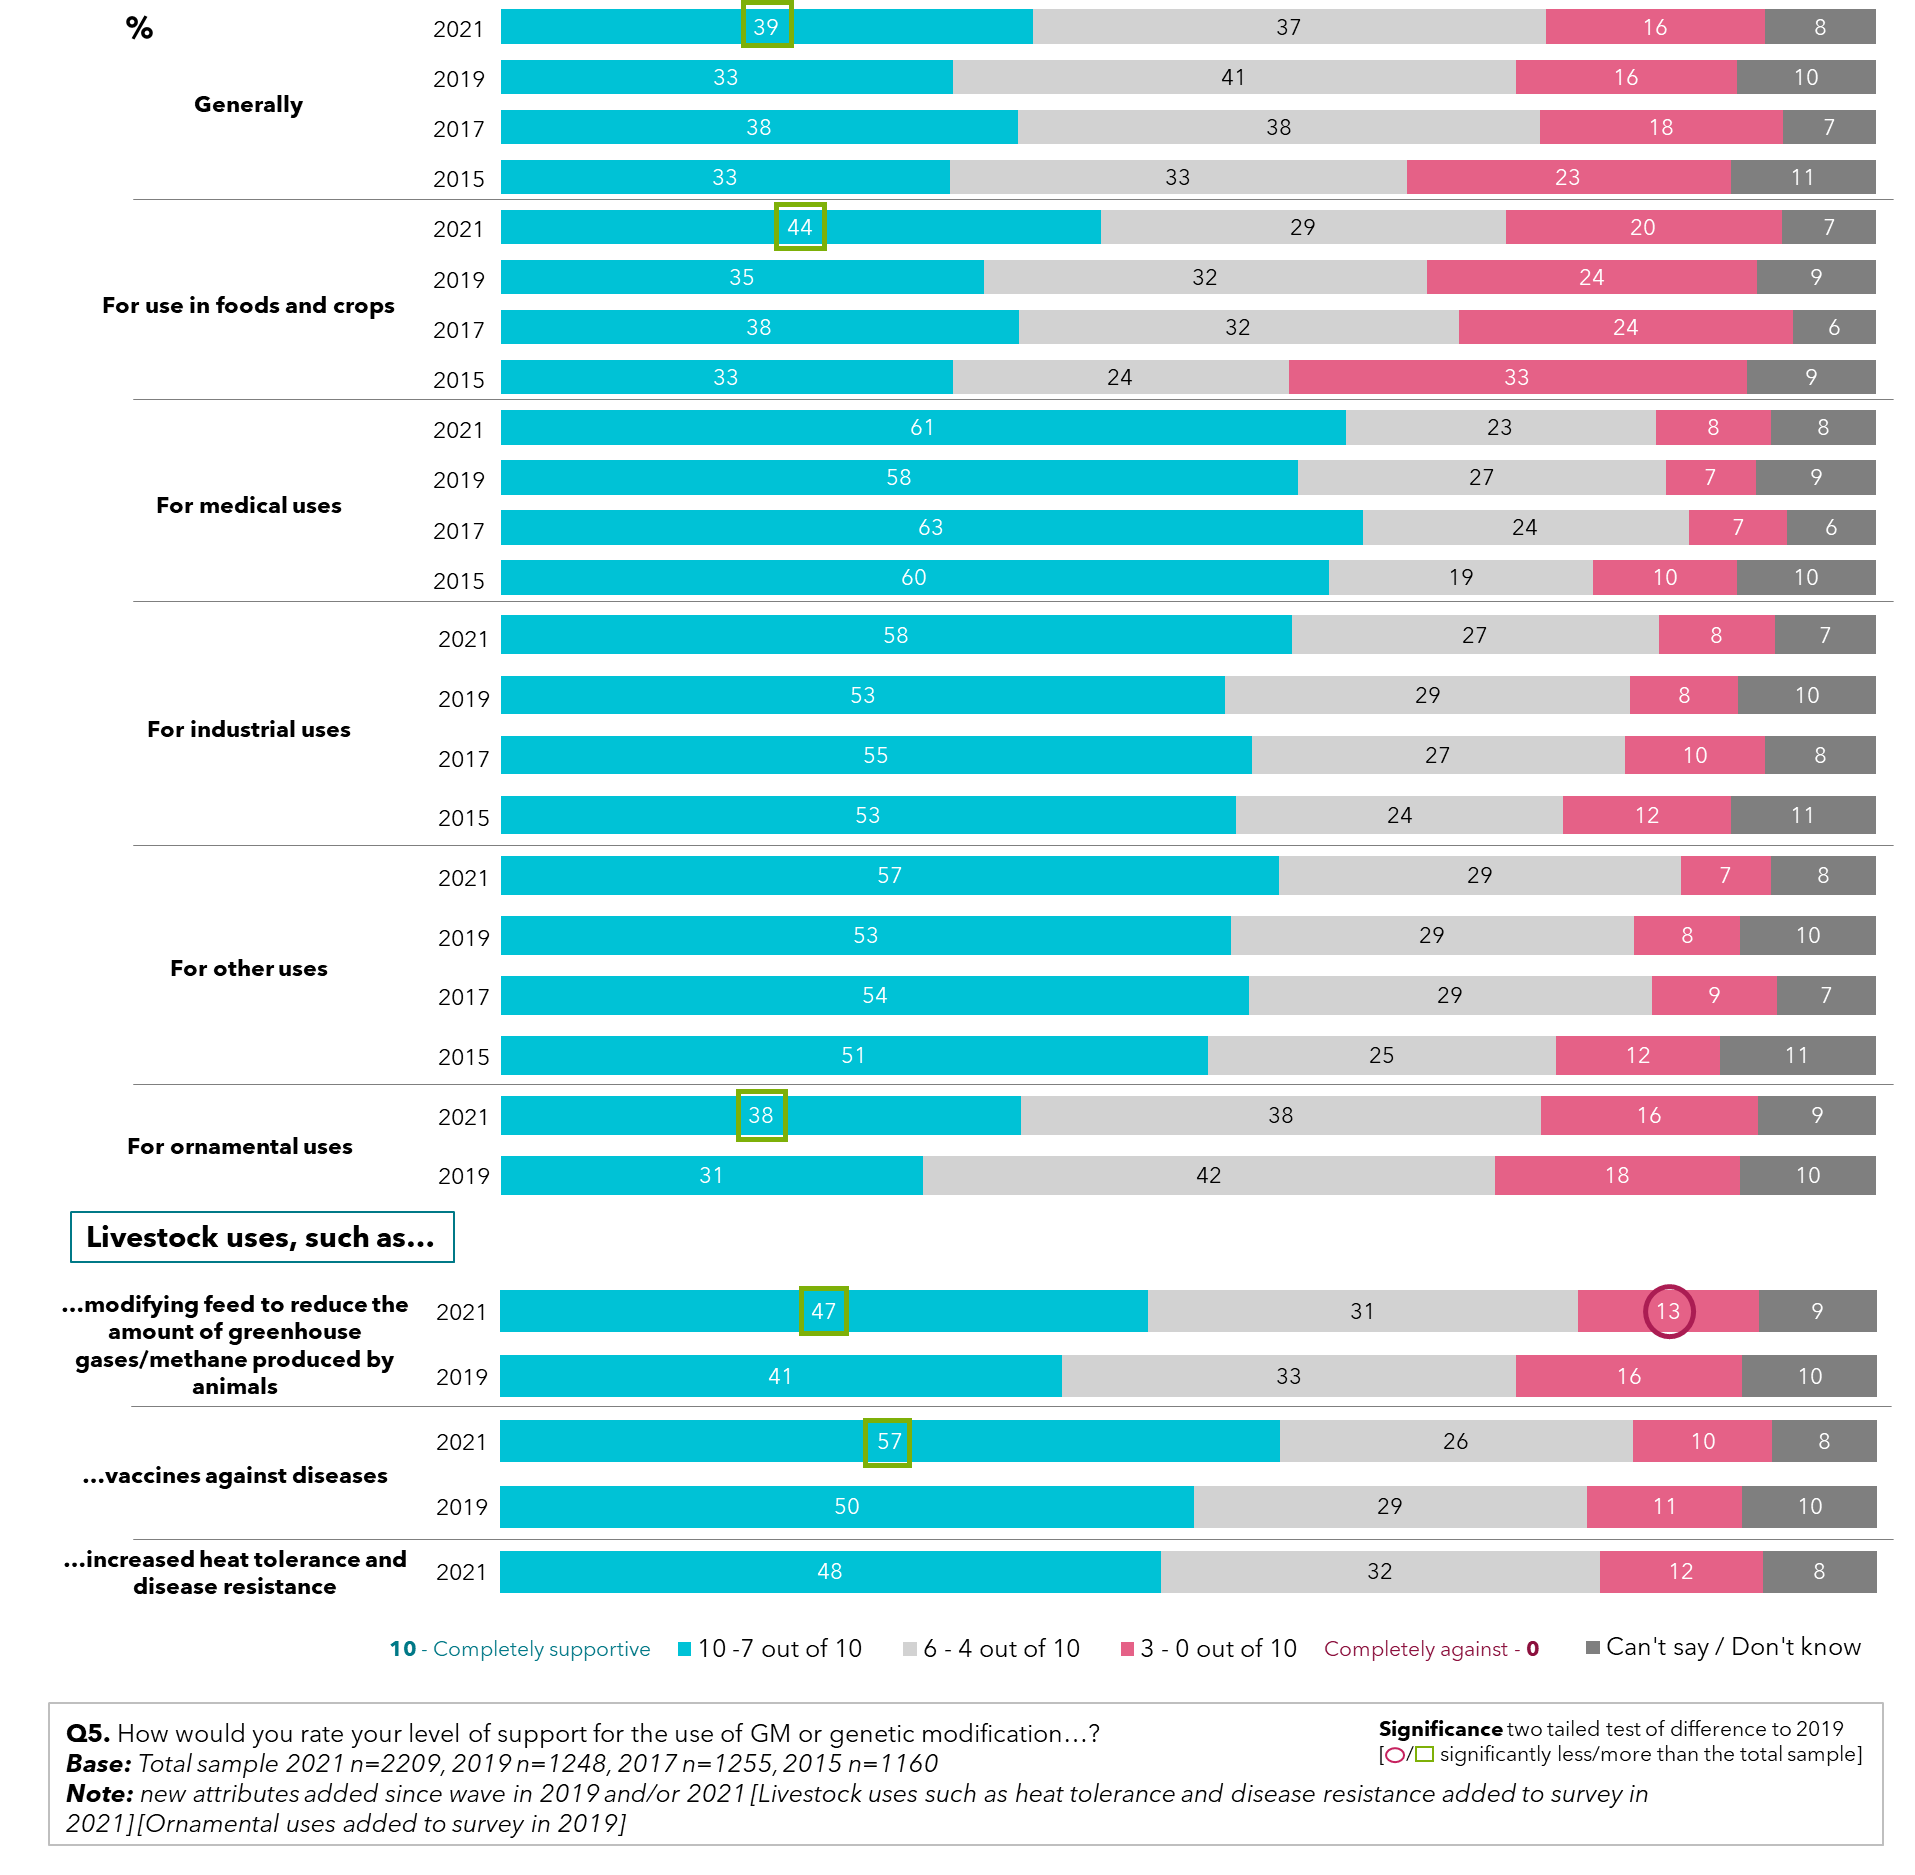 %
2021 39 37 16 8
2019 33 41 16 10
Generally
2017 38 38 18 7
2015 33 33 23 11
2021 44 29 20 7
2019 35 32 24 9
For use in foods and crops
2017 38 32 24 6
2015 33 24 33 9
2021 61 23 8 8
2019 58 27 7 9
For medical uses
2017 63 24 7 6
2015 60 19 10 10
2021 58 27 8 7
2019 53 29 8 10
For industrial uses
2017 55 27 10 8
2015 53 24 12 11
2021 57 29 7 8
2019 53 29 8 10
For other uses
2017 54 29 9 7
2015 51 25 12 11
2021 38 38 16 9
For ornamental uses
2019 31 42 18 10
Livestock uses, such as...
...modifying feed to reduce the
amount of greenhouse
gases/methane produced by
animals
2021 47 31 13 9
2019 41 33 16 10
2021 57 26 10 8
...vaccines against diseases
2019 50 29 11 10
...increased heat tolerance and
disease resistance
2021 48 32 12 8
10 - Completely supportive 10 -7 out of 10 6 - 4 out of 10 3 - 0 out of 10 Completely against - 0 Can't say / Don't know
Q5. How would you rate your level of support for the use of GM or genetic modification…?
Base: Total sample 2021 n=2209, 2019 n=1248, 2017 n=1255, 2015 n=1160
Note: new attributes added since wave in 2019 and/or 2021 [Livestock uses such as heat tolerance and disease resistance added to survey in
2021] [Ornamental uses added to survey in 2019]
Significance two tailed test of difference to 2019
[○/□ significantly less/more than the total sample]